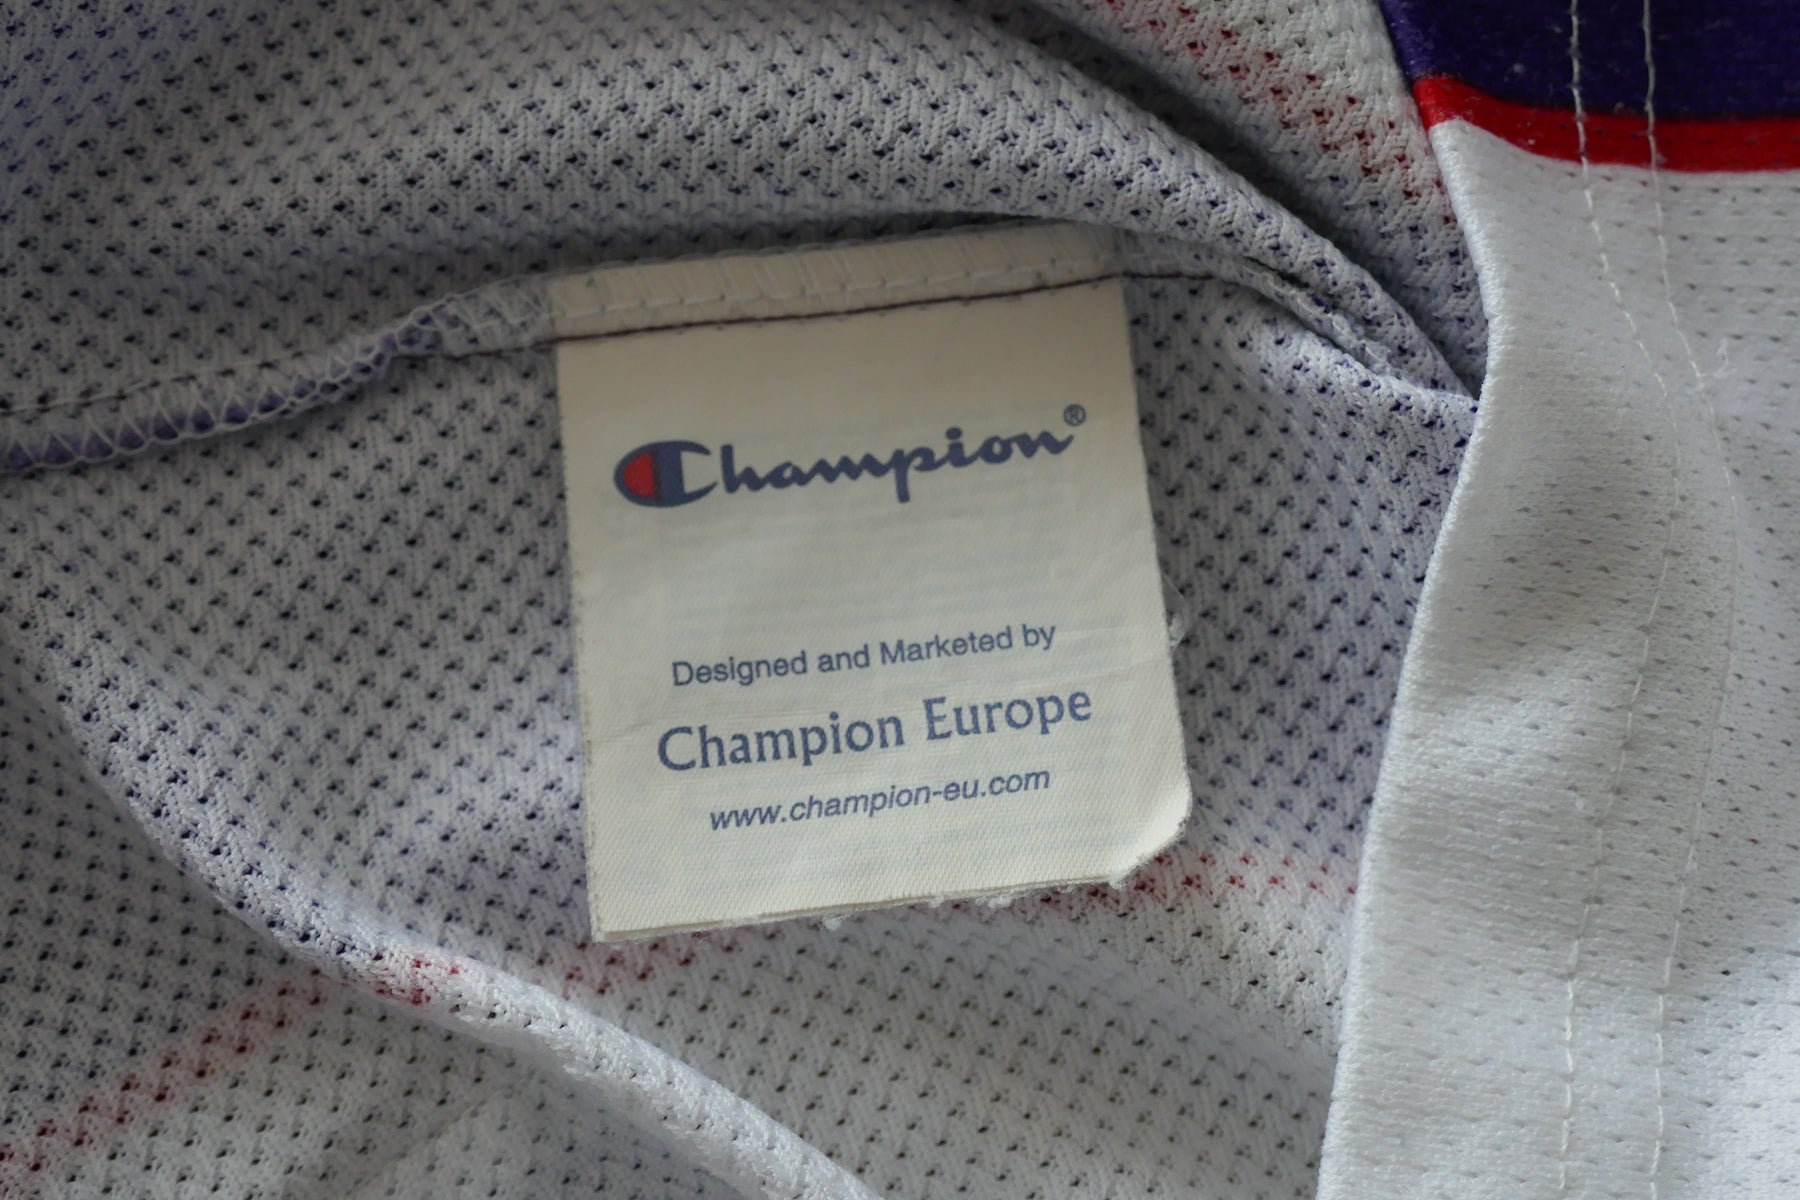 Champion®
Designed and Marketed by
Champion Europe
www.champion-eu.com